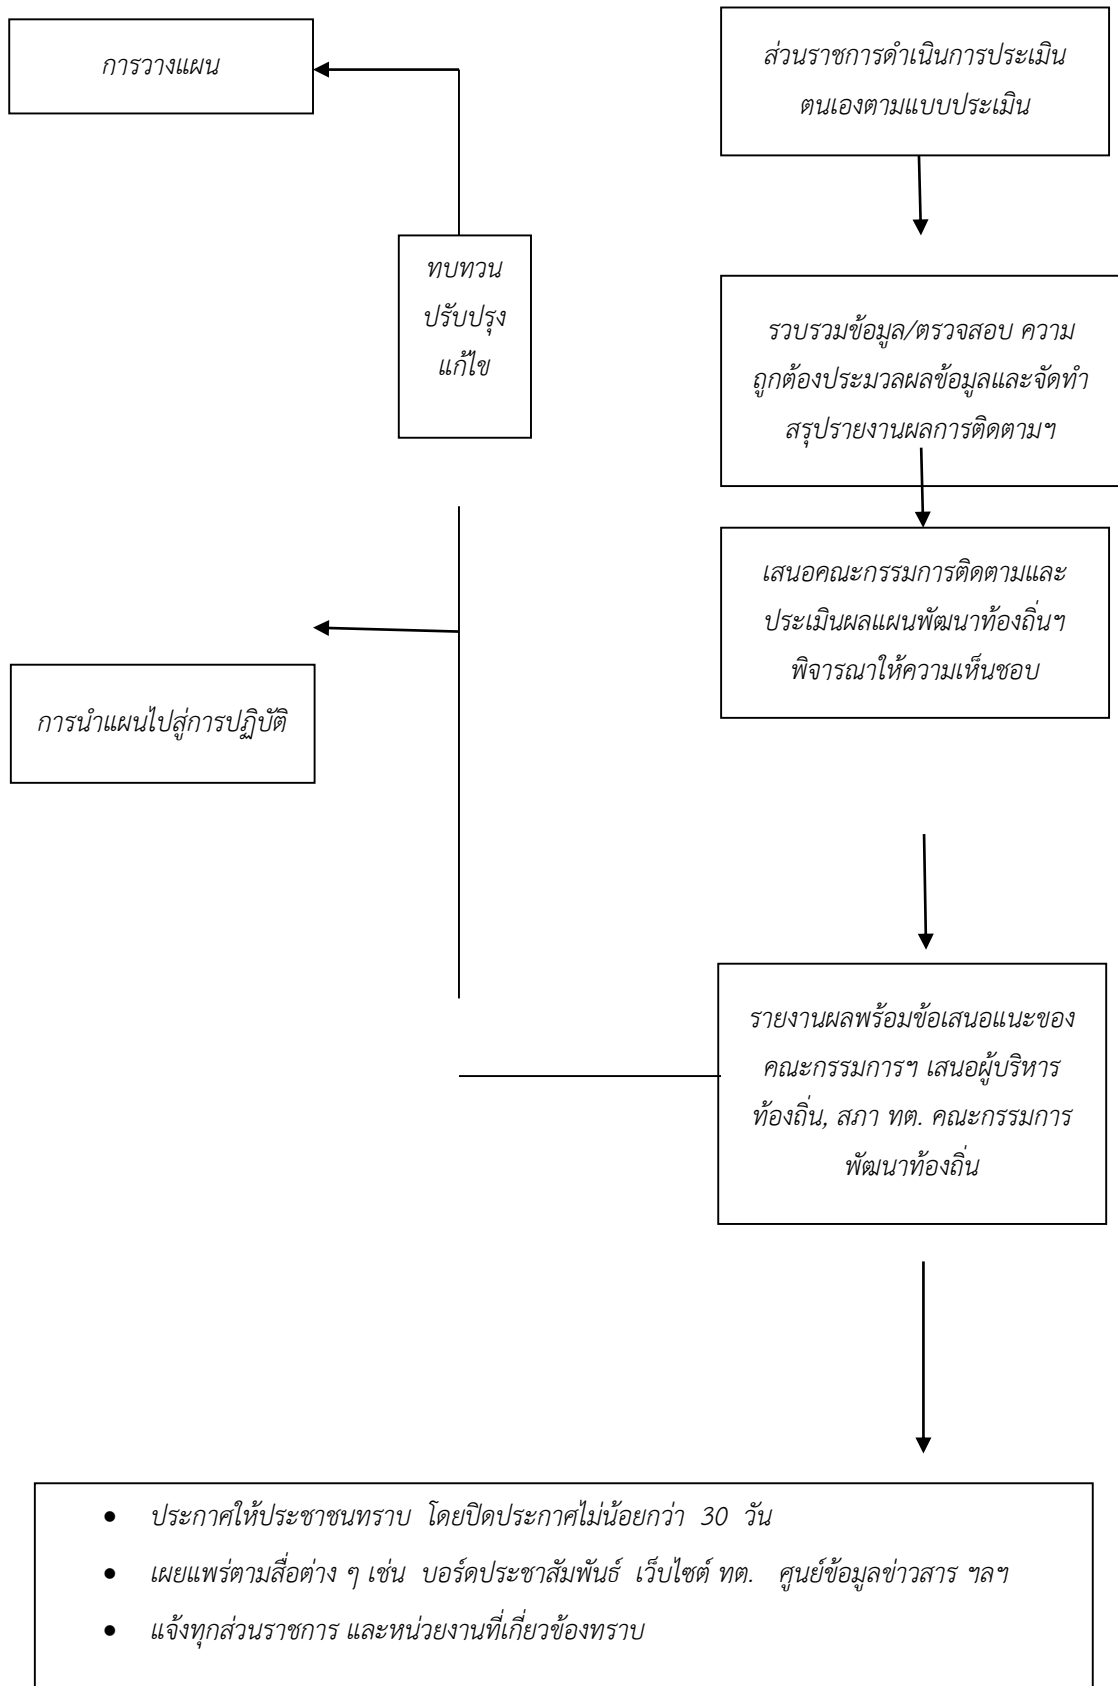 การวางแผน
ส่วนราชการดำเนินการประเมิน
ตนเองตามแบบประเมิน
ทบทวน
ปรับปรุง
แก้ไข
รวบรวมข้อมูล/ตรวจสอบ ความ
ถูกต้องประมวลผลข้อมูลและจัดทำ
สรุปรายงานผลการติดตามฯ
เสนอคณะกรรมการติดตามและ
ประเมินผลแผนพัฒนาท้องถิ่นฯ
พิจารณาให้ความเห็นชอบ
การนำแผนไปสู่การปฏิบัติ
รายงานผลพร้อมข้อเสนอแนะของ
คณะกรรมการฯ เสนอผู้บริหาร
ท้องถิ่น, สภา ทต. คณะกรรมการ
พัฒนาท้องถิ่น
• ประกาศให้ประชาชนทราบ โดยปิดประกาศไม่น้อยกว่า 30 วัน
• เผยแพร่ตามสื่อต่าง ๆ เช่น บอร์ดประชาสัมพันธ์ เว็บไซต์ ทต. ศูนย์ข้อมูลข่าวสาร ฯลฯ
• แจ้งทุกส่วนราชการ และหน่วยงานที่เกี่ยวข้องทราบ